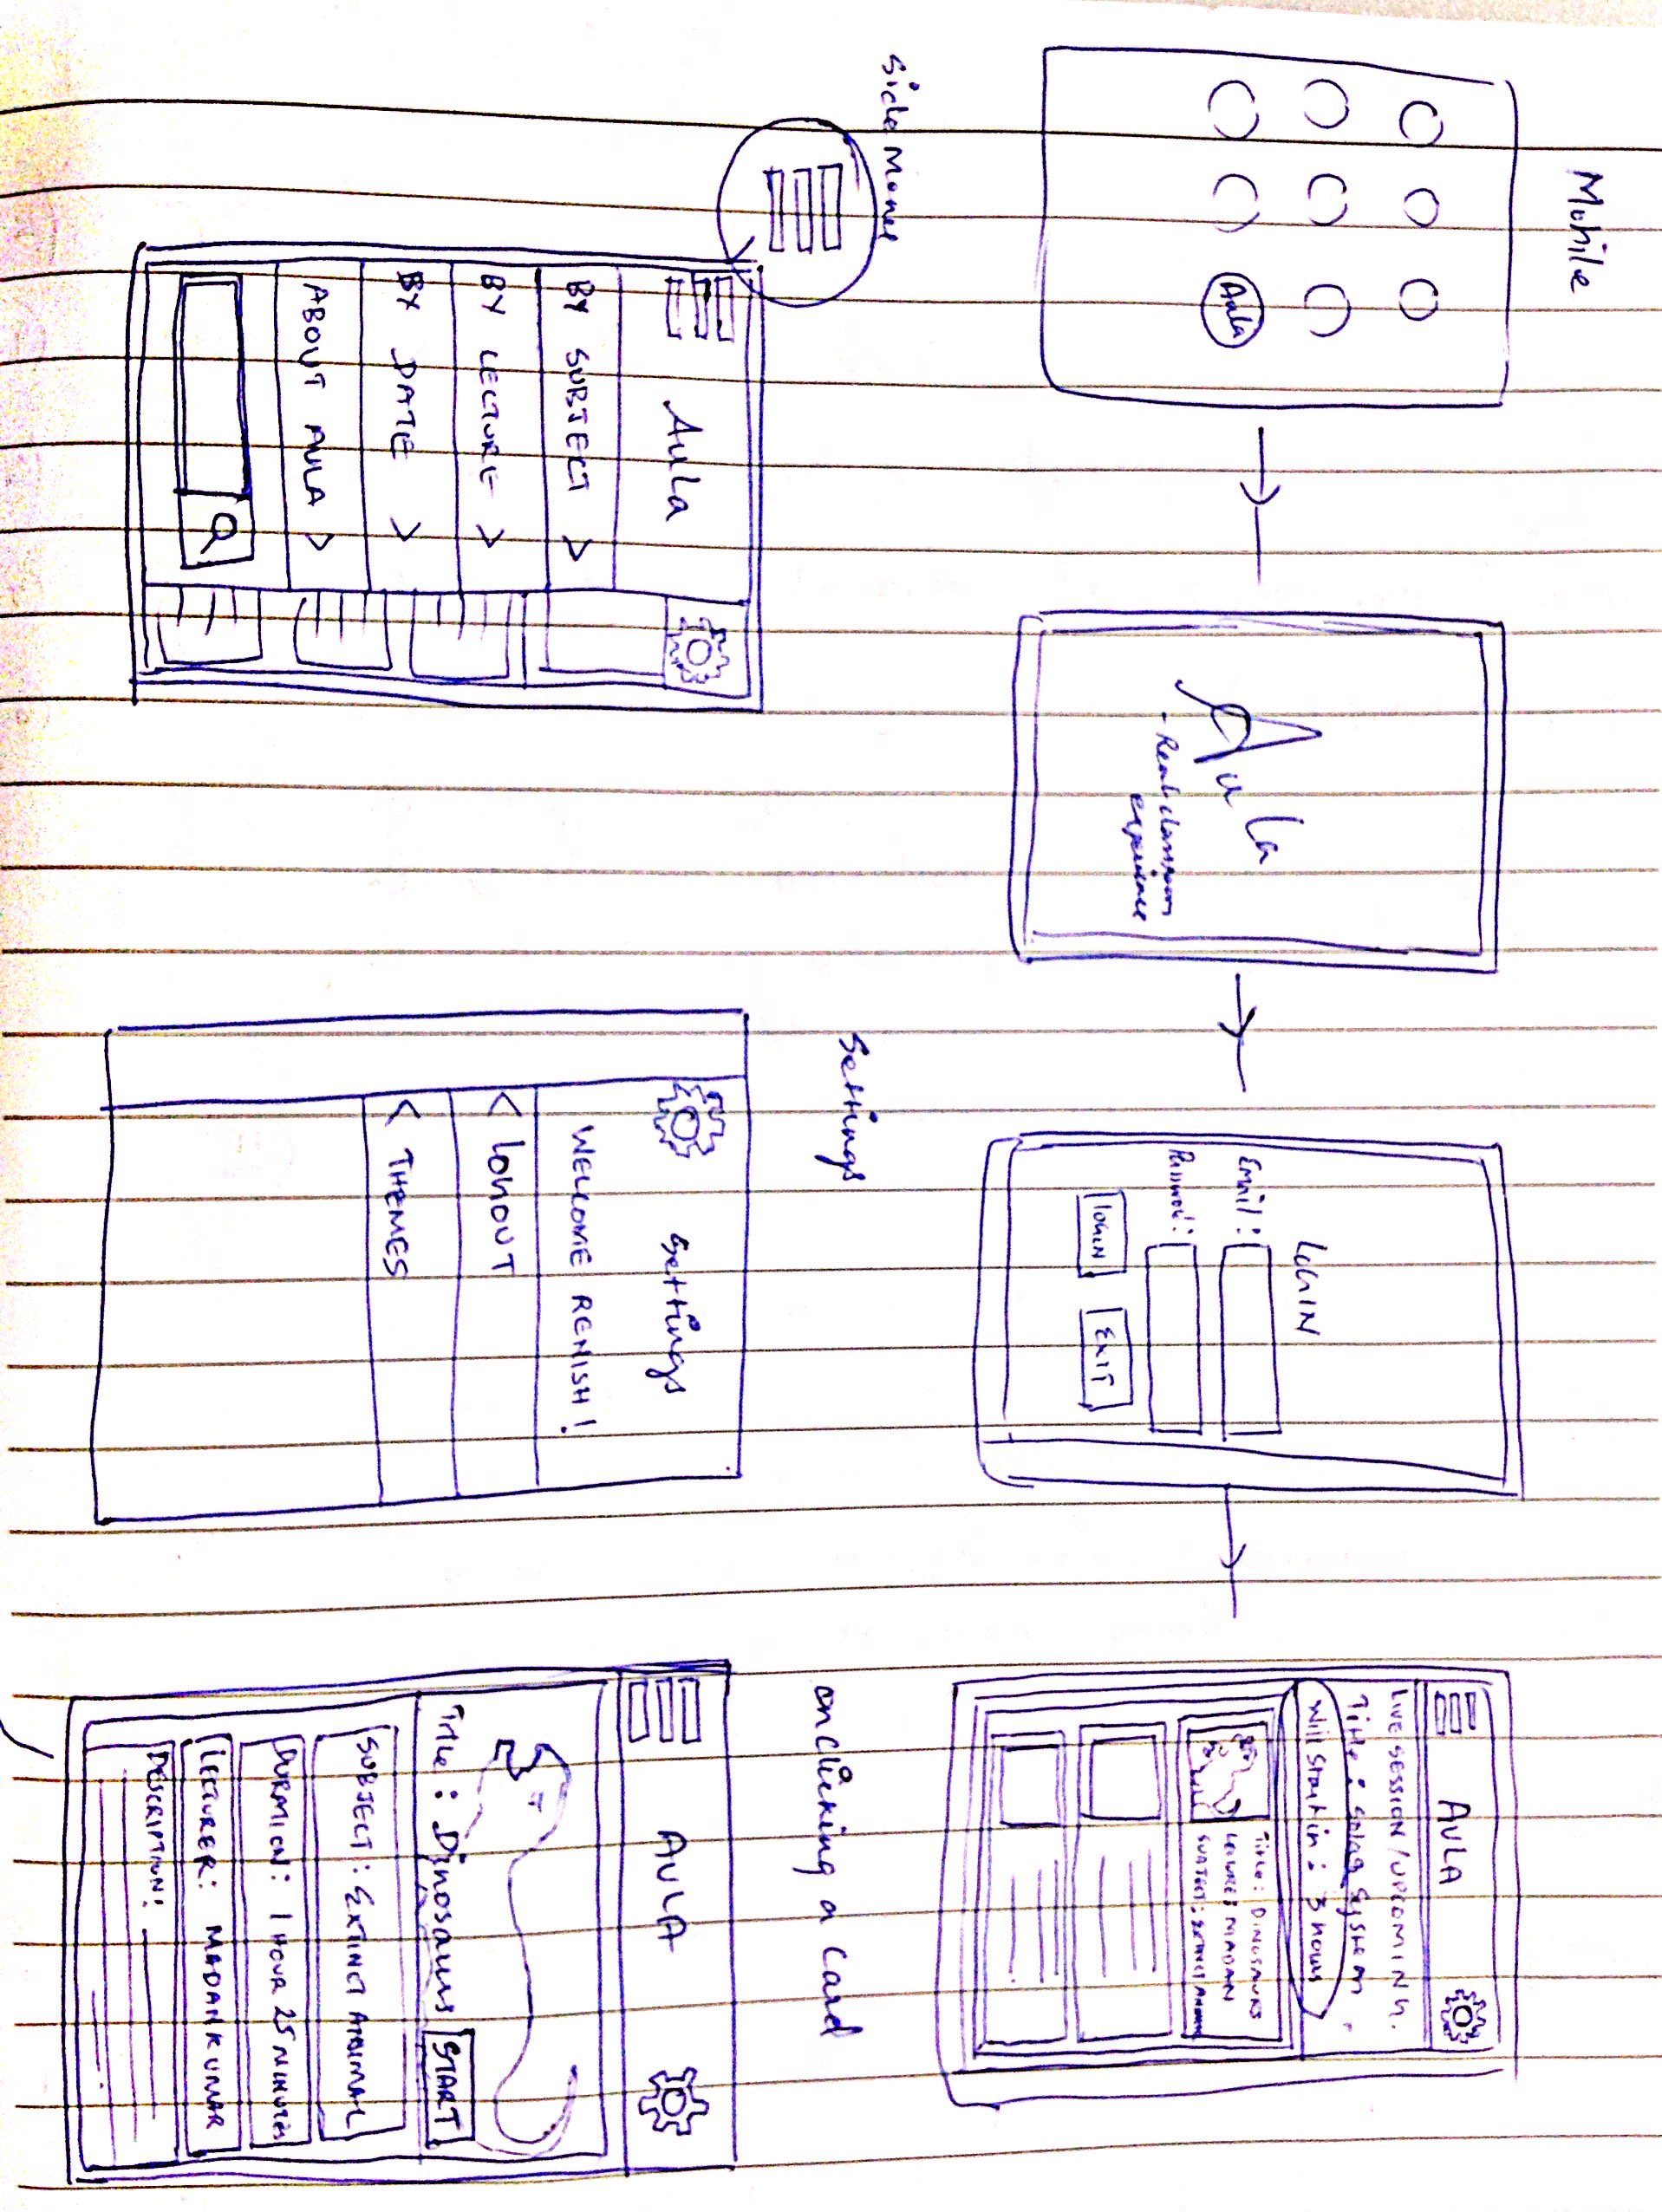 Mobile
Aula
Aula
- Real classroom
experience
LOGIN
Email :
Password :
LOGIN
EXIT
AULA
LIVE SESSION / UPCOMING.
Title : Solar System
Will Start in : 3 hours
Title : DINOSAURS
SUBJECT : EXTINCT
Side Menu
Aula
BY SUBJECT >
BY LECTURE >
BY DATE >
ABOUT AULA >
Settings
Settings
WELCOME RENISH!
< LOGOUT
< THEMES
on clicking a card
AULA
Title : Dinosaurs
START
SUBJECT : EXTINCT ANIMAL
DURATION : 1 HOUR 25 MINUTES
LECTURER : MADAN KUMAR
DESCRIPTION :